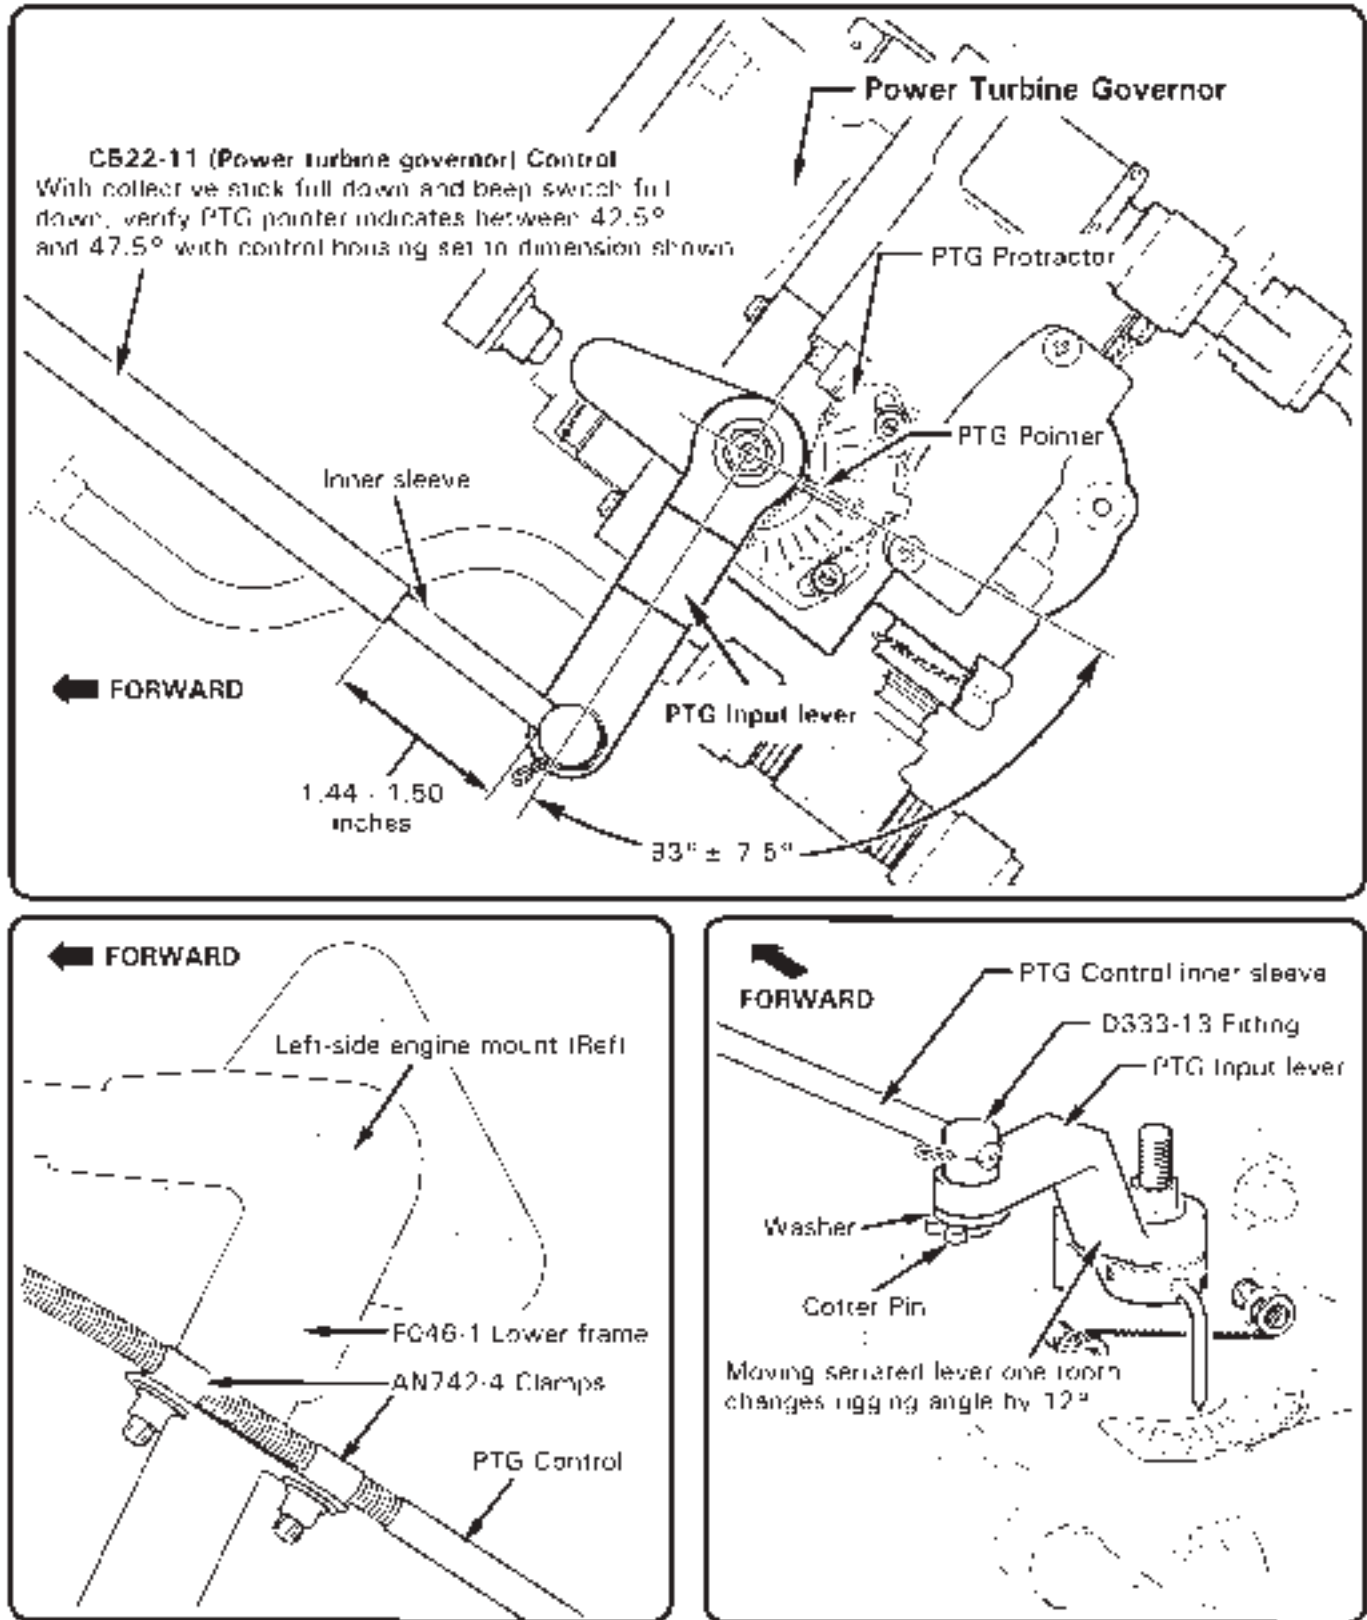 Power Turbine Governor
CB22-11 (Power turbine governor) Control
With collective stick full down and beep switch full
down, verify PTG pointer indicates between 42.5°
and 47.5° with control housing set to dimension shown
PTG Protractor
PTG Pointer
Inner sleeve
FORWARD
PTG Input lever
1.44 - 1.50
inches
± 7.5°
FORWARD
Left-side engine mount (Ref)
FC46-1 Lower frame
AN742-4 Clamps
PTG Control
FORWARD
PTG Control inner sleeve
D333-13 Fitting
PTG Input lever
Washer
Cotter Pin
Moving serrated lever one tooth
changes rigging angle by 12°